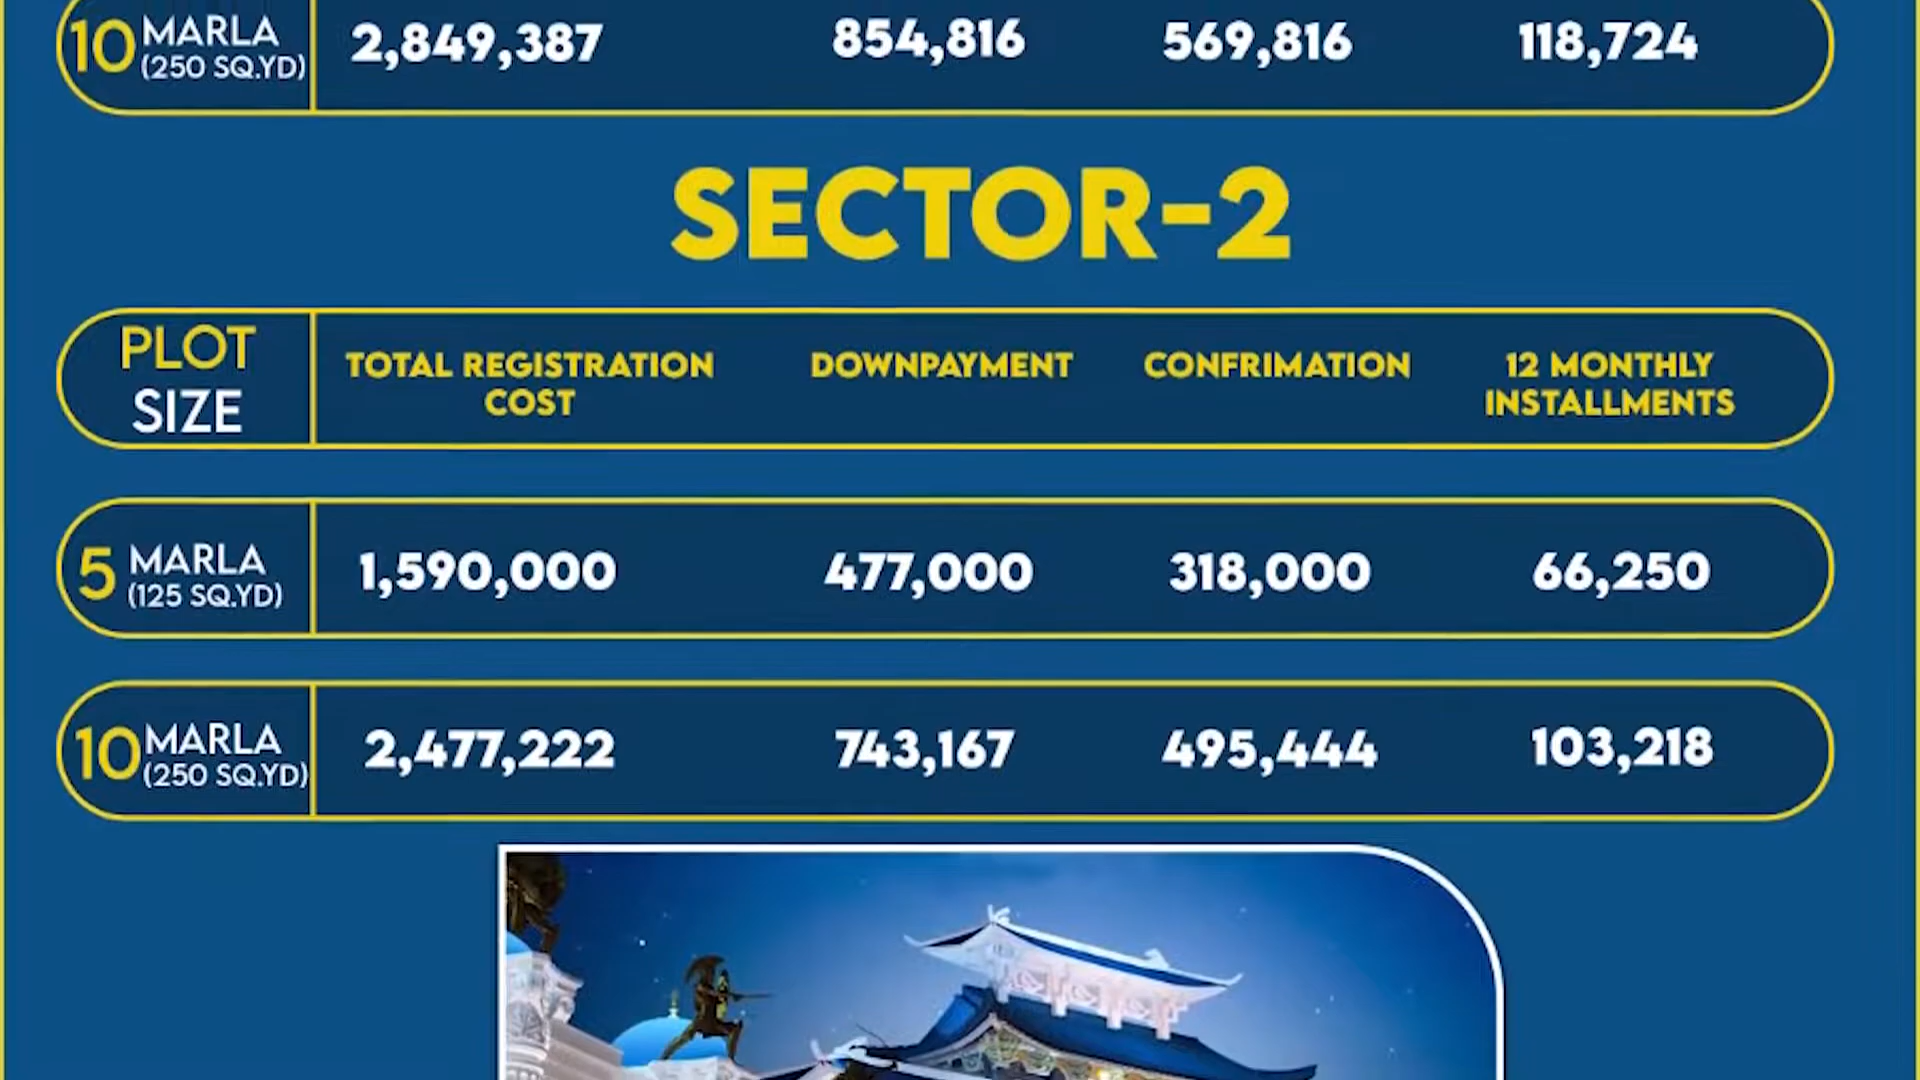 10 MARLA 2,849,387 854,816 569,816 118,724
(250 SQ.YD)
SECTOR-2
PLOT SIZE
TOTAL REGISTRATION COST
DOWNPAYMENT
CONFRIMATION
12 MONTHLY INSTALLMENTS
5 MARLA 1,590,000 477,000 318,000 66,250
(125 SQ.YD)
10 MARLA 2,477,222 743,167 495,444 103,218
(250 SQ.YD)